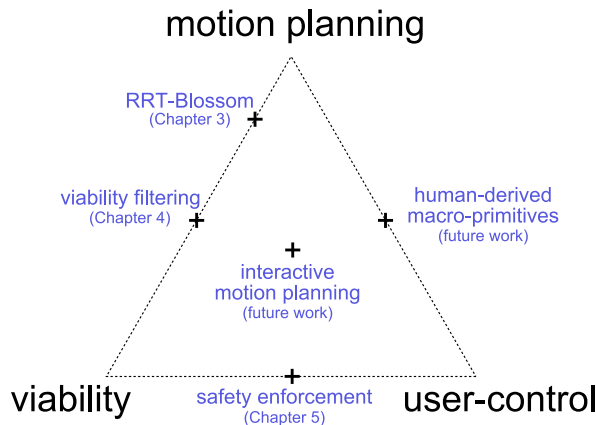 motion planning
RRT-Blossom
(Chapter 3)
viability filtering
(Chapter 4)
human-derived
macro-primitives
(future work)
interactive
motion planning
(future work)
viability
safety enforcement
(Chapter 5)
user-control